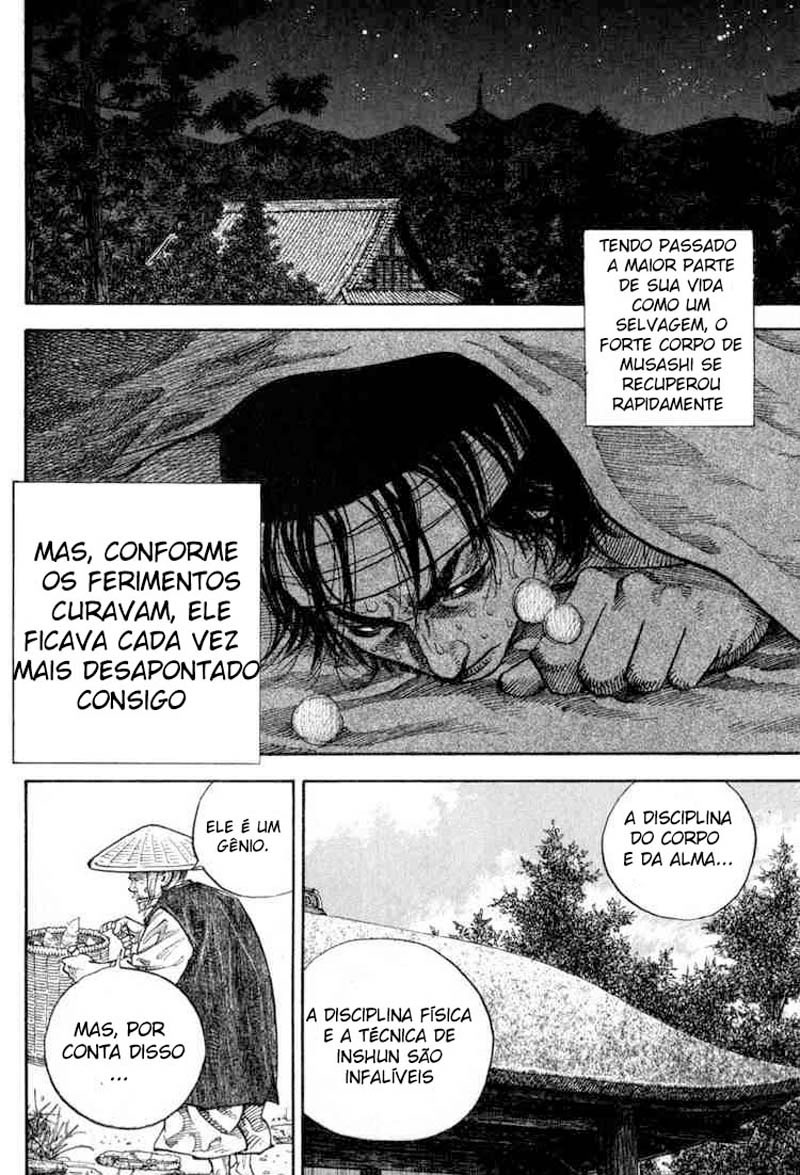 TENDO PASSADO
A MAIOR PARTE
DE SUA VIDA
COMO UM
SELVAGEM, O
FORTE CORPO DE
MUSASHI SE
RECUPEROU
RAPIDAMENTE
MAS, CONFORME
OS FERIMENTOS
CURAVAM, ELE
FICAVA CADA VEZ
MAIS DESAPONTADO
CONSIGO
A DISCIPLINA
DO CORPO
E DA ALMA...
A DISCIPLINA FÍSICA
E A TÉCNICA DE
INSHUN SÃO
INFALÍVEIS
ELE É UM
GÊNIO.
MAS, POR
CONTA DISSO
...